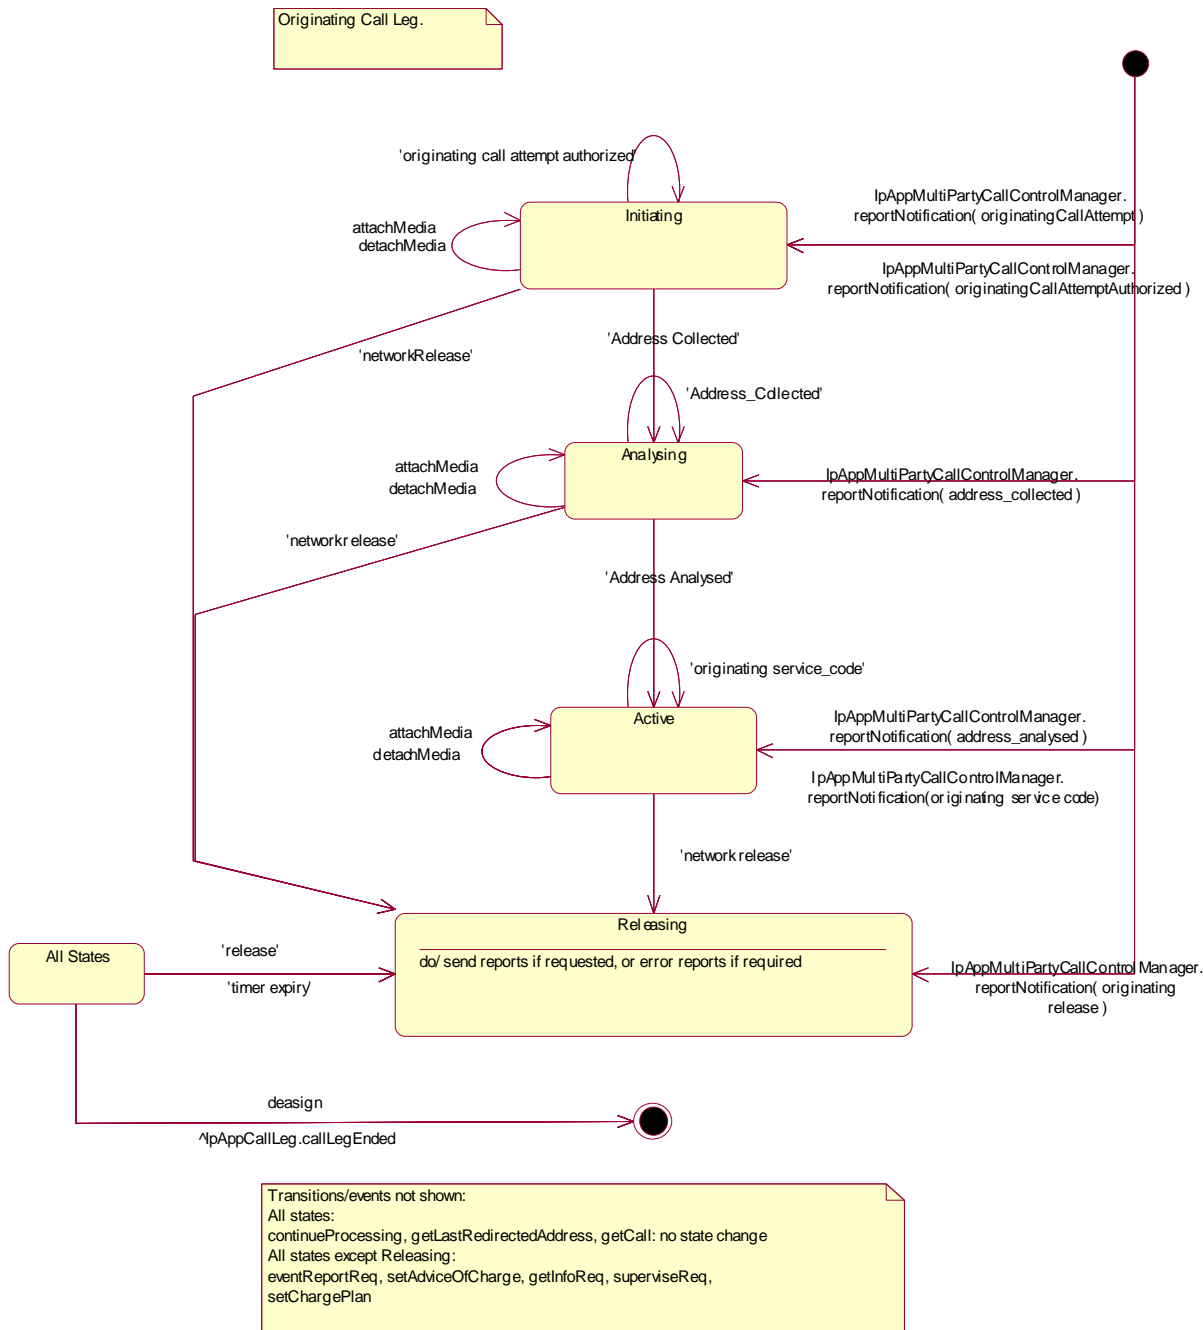 Originating Call Leg.
'originating call attempt authorized'
IpAppMultiPartyCallControlManager.
reportNotification( originatingCallAttempt )
Initiating
attachMedia
detachMedia
IpAppMultiPartyCallControlManager.
reportNotification( originatingCallAttemptAuthorized )
'Address Collected'
'networkRelease'
'Address_Collected'
Analysing
attachMedia
detachMedia
IpAppMultiPartyCallControlManager.
reportNotification( address_collected )
'network release'
'Address Analysed'
'originating service_code'
Active
IpAppMultiPartyCallControlManager.
reportNotification( address_analysed )
attachMedia
detachMedia
IpAppMultiPartyCallControlManager.
reportNotification(originating service code)
'network release'
Releasing
do/ send reports if requested, or error reports if required
All States
'release'
'timer expiry'
IpAppMultiPartyCallControlManager.
reportNotification( originating
release )
deasign
^IpAppCallLeg.callLegEnded
Transitions/events not shown:
All states:
continueProcessing, getLastRedirectedAddress, getCall: no state change
All states except Releasing:
eventReportReq, setAdviceOfCharge, getInfoReq, superviseReq,
setChargePlan